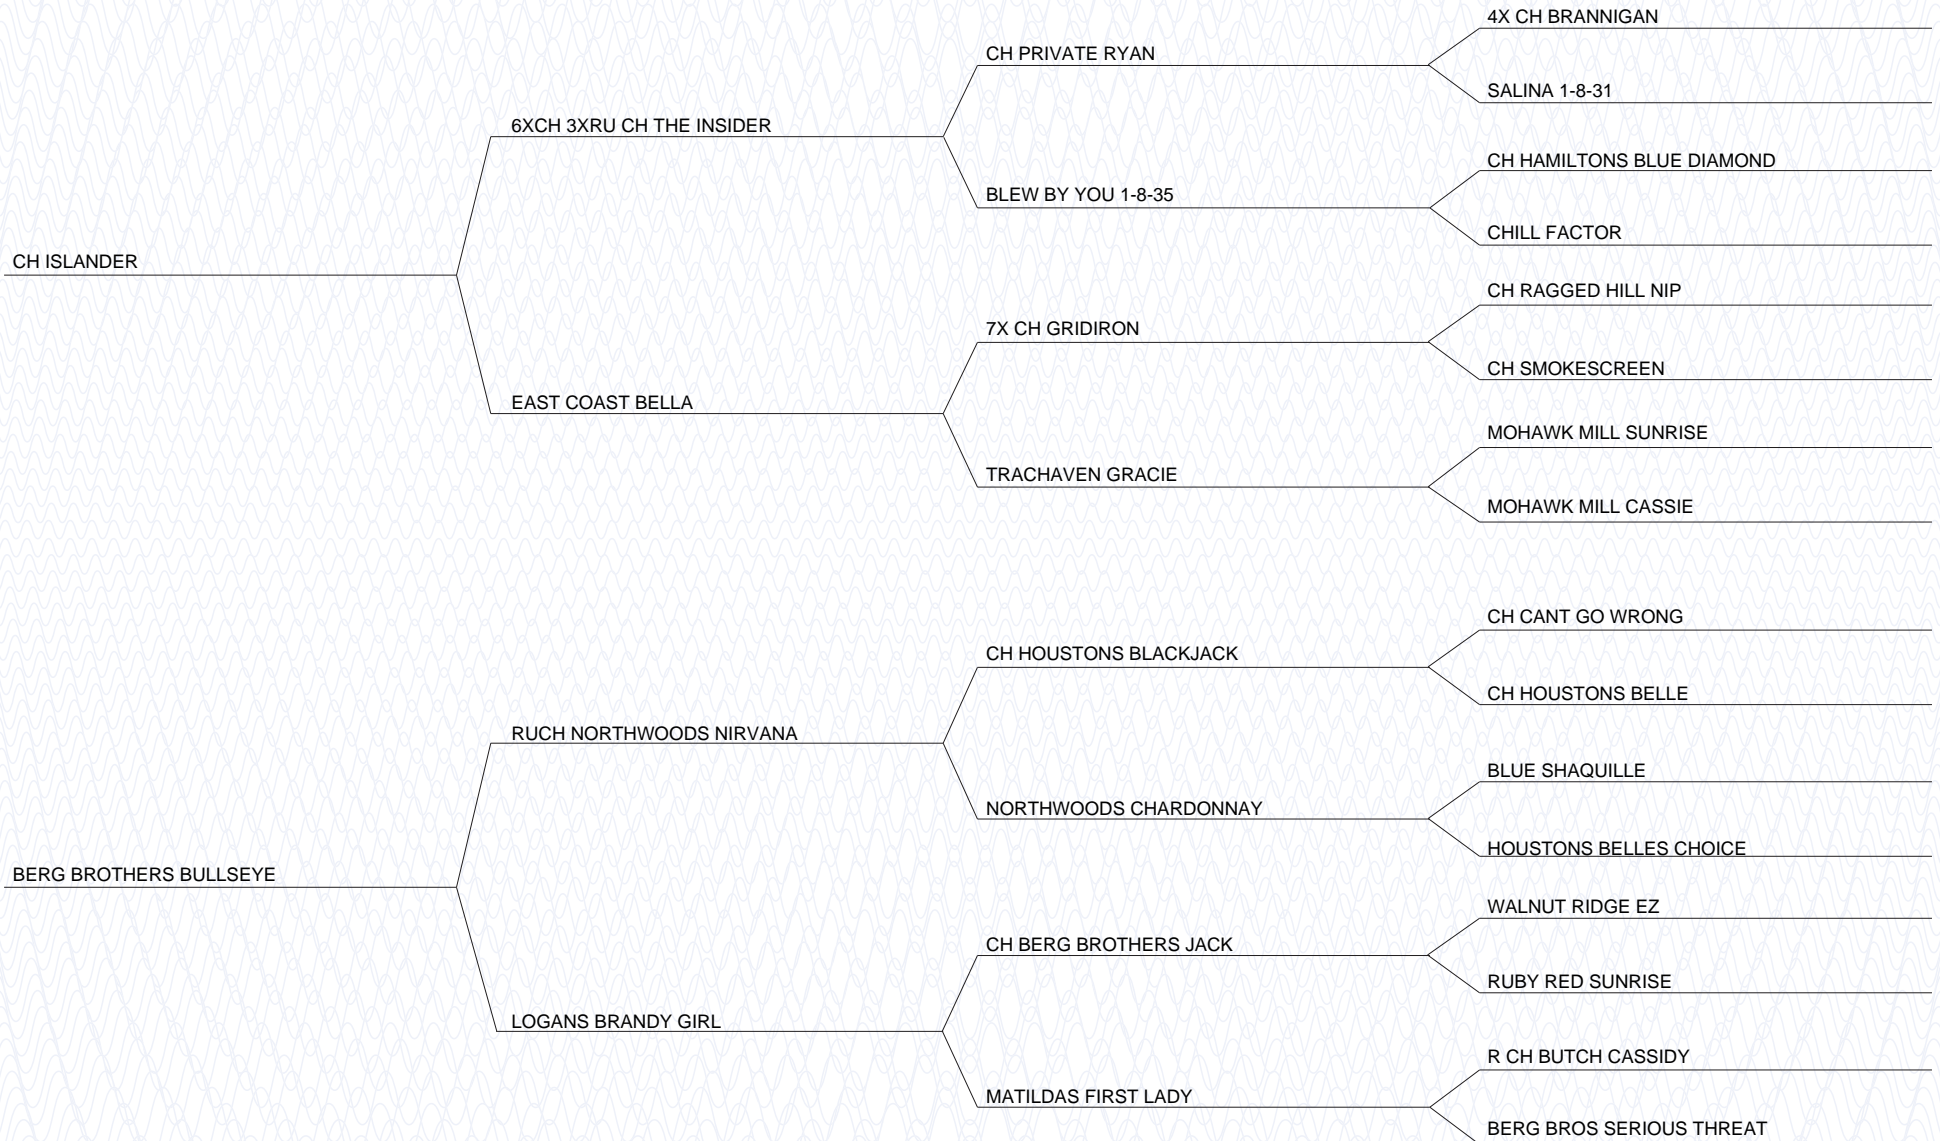 4X CH BRANNIGAN
CH PRIVATE RYAN
SALINA 1-8-31
6XCH 3XRU CH THE INSIDER
CH HAMILTONS BLUE DIAMOND
BLEW BY YOU 1-8-35
CHILL FACTOR
CH ISLANDER
CH RAGGED HILL NIP
7X CH GRIDIRON
CH SMOKESCREEN
EAST COAST BELLA
MOHAWK MILL SUNRISE
TRACHAVEN GRACIE
MOHAWK MILL CASSIE
CH CANT GO WRONG
CH HOUSTONS BLACKJACK
CH HOUSTONS BELLE
RUCH NORTHWOODS NIRVANA
BLUE SHAQUILLE
NORTHWOODS CHARDONNAY
HOUSTONS BELLES CHOICE
BERG BROTHERS BULLSEYE
WALNUT RIDGE EZ
CH BERG BROTHERS JACK
RUBY RED SUNRISE
LOGANS BRANDY GIRL
R CH BUTCH CASSIDY
MATILDAS FIRST LADY
BERG BROS SERIOUS THREAT